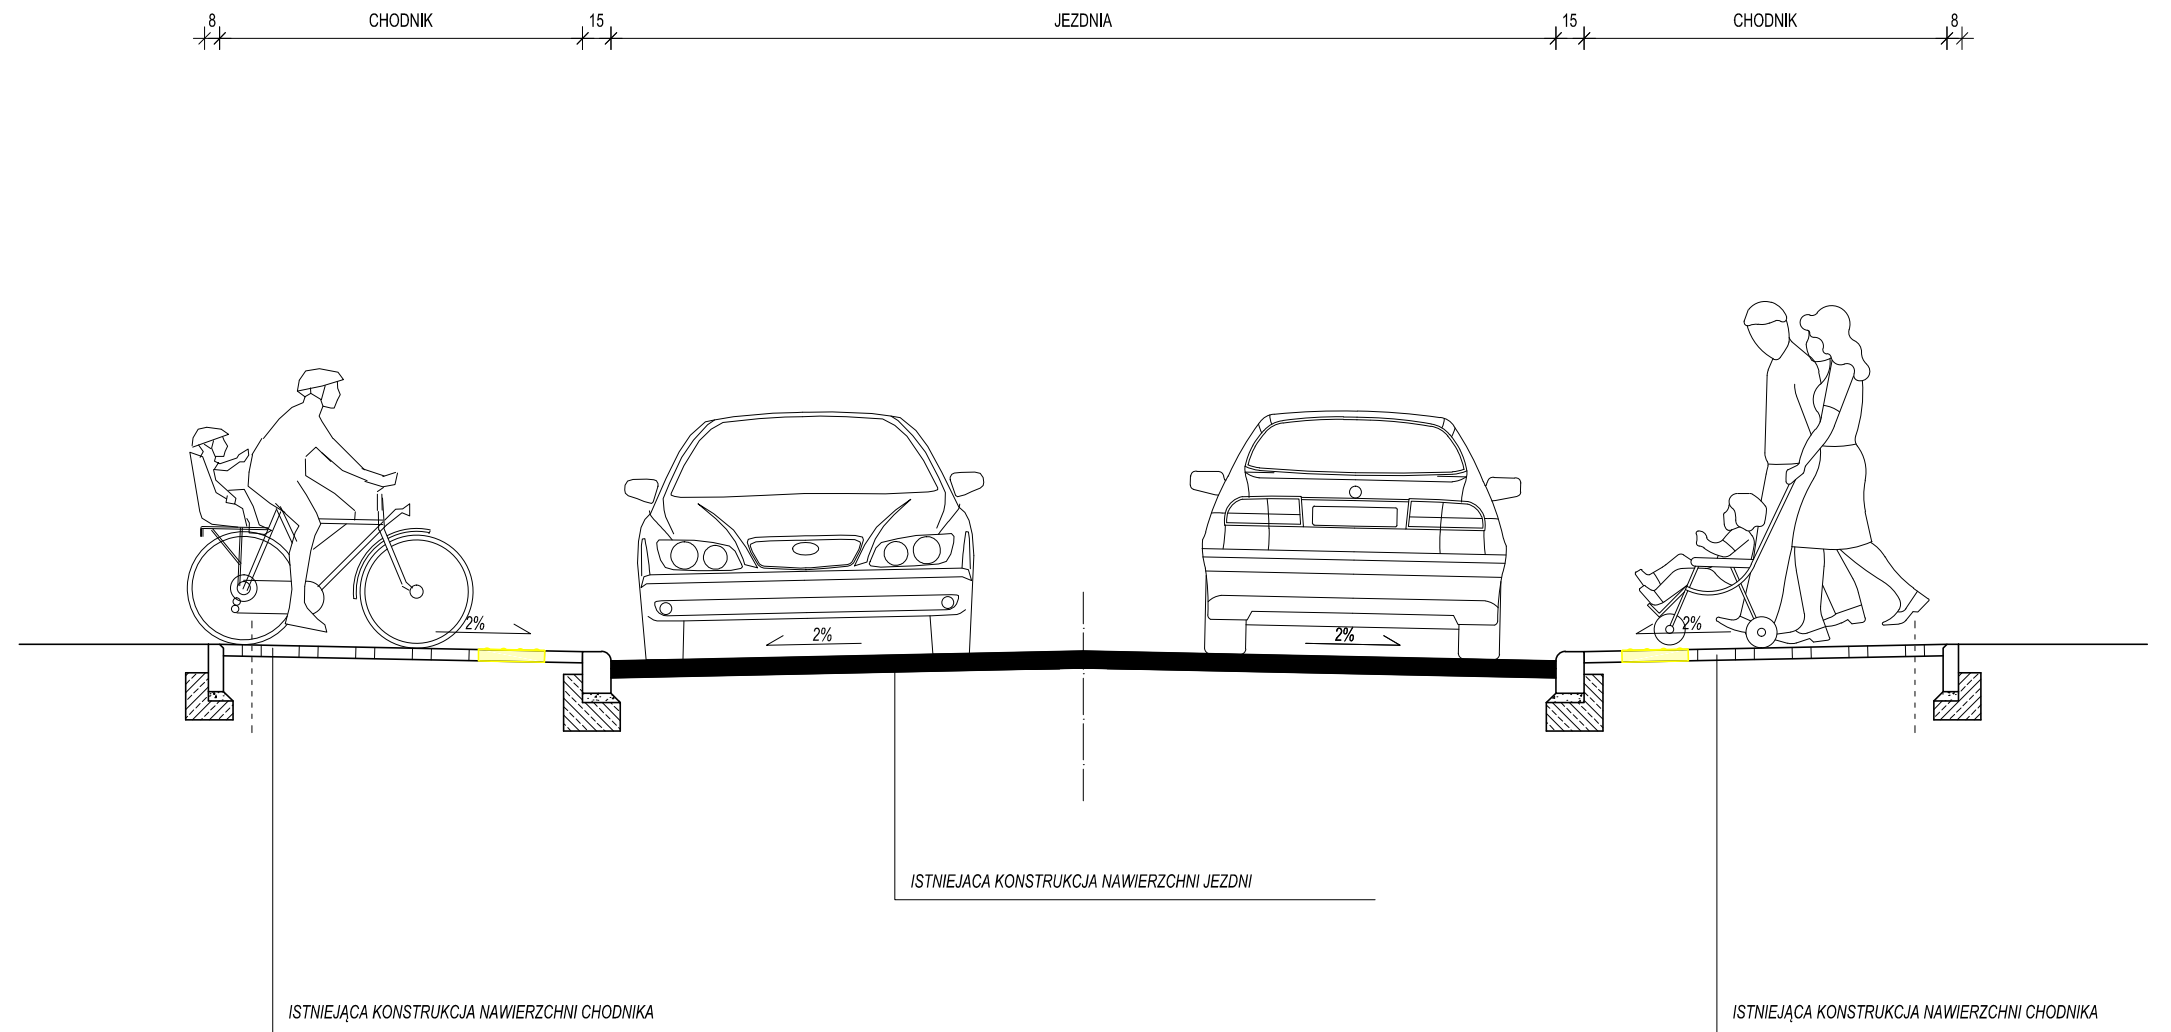 8 CHODNIK 15 JEZDNIA 15 CHODNIK 8
2% 2% 2% 2%
ISTNIEJACA KONSTRUKCJA NAWIERZCHNI JEZDNI
ISTNIEJĄCA KONSTRUKCJA NAWIERZCHNI CHODNIKA ISTNIEJĄCA KONSTRUKCJA NAWIERZCHNI CHODNIKA